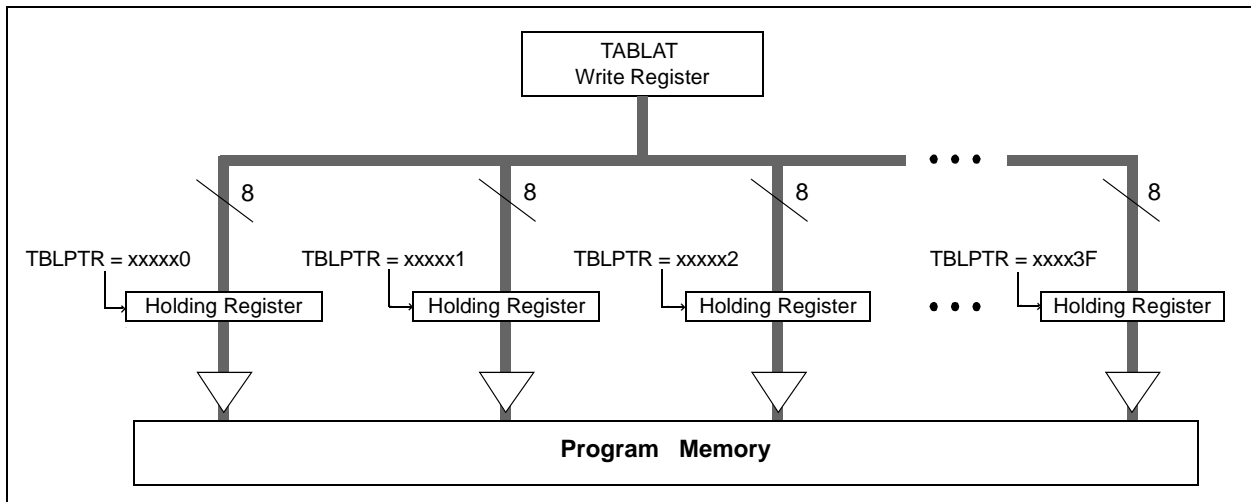 TABLAT
Write Register
8
8
8
8
TBLPTR = xxxxx0
TBLPTR = xxxxx1
TBLPTR = xxxxx2
TBLPTR = xxxx3F
Holding Register
Holding Register
Holding Register
Holding Register
Program Memory